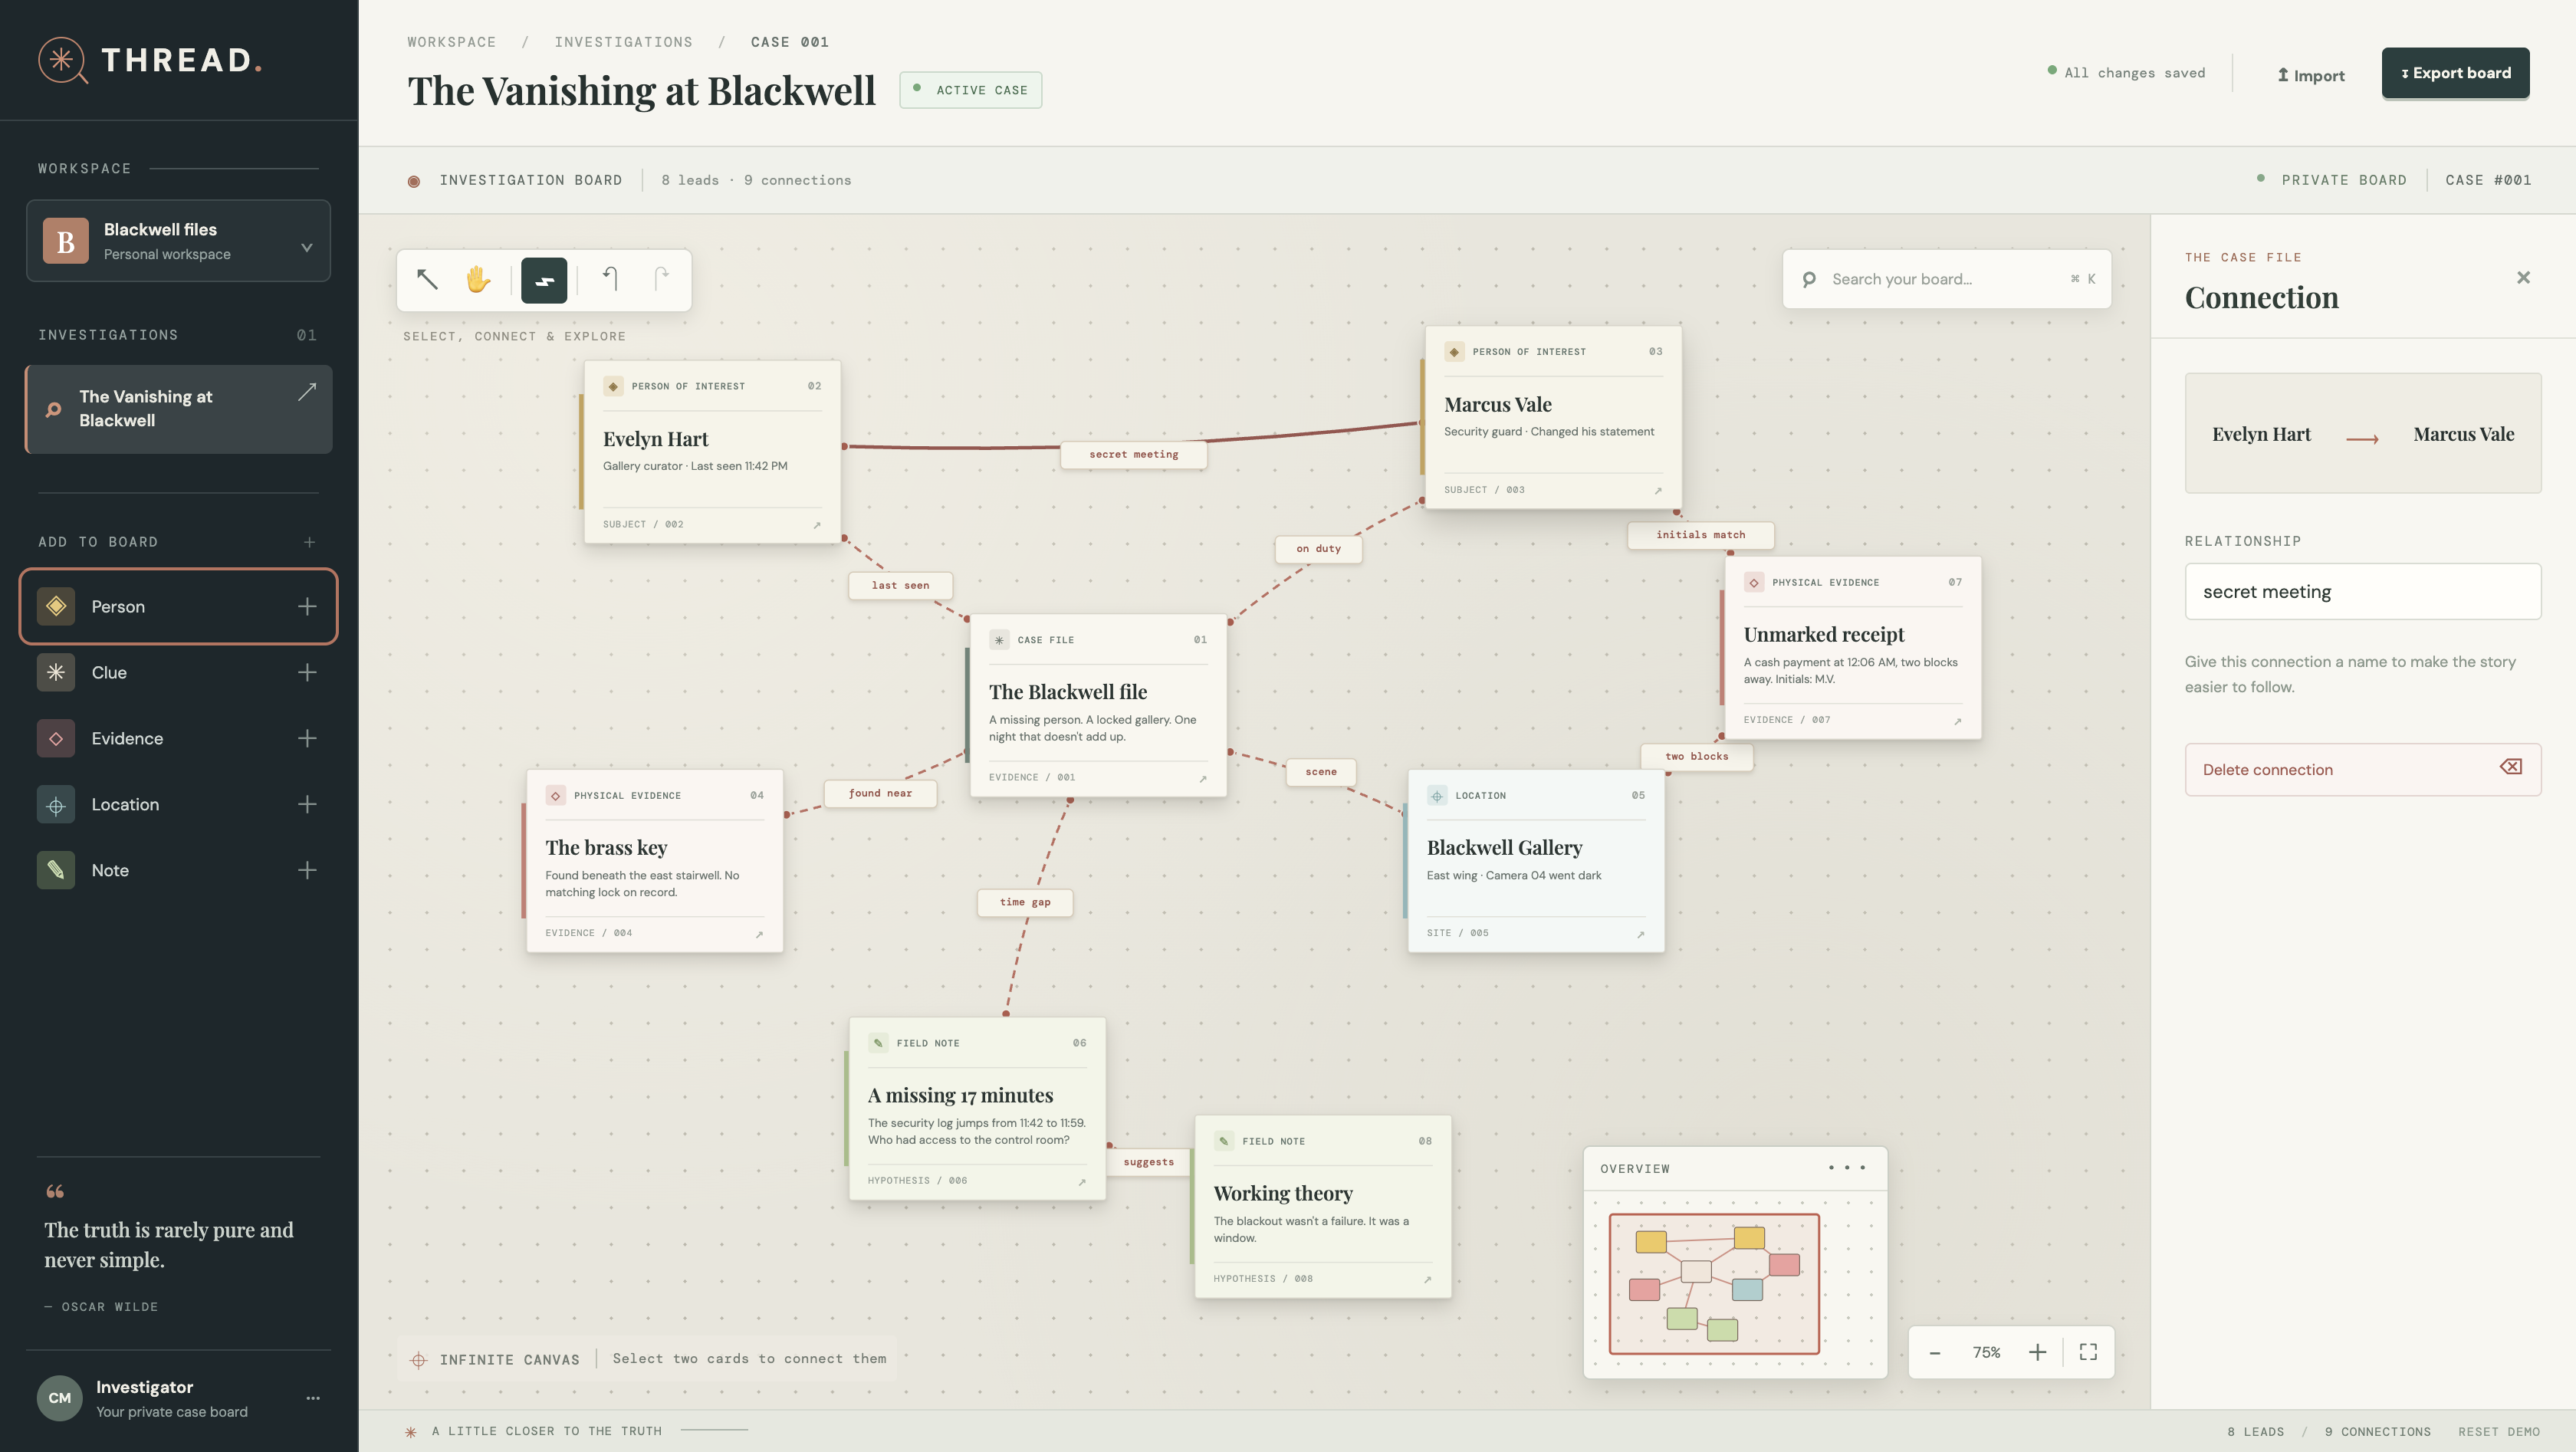 THREAD.
WORKSPACE
B
Blackwell files
Personal workspace
INVESTIGATIONS 01
The Vanishing at
Blackwell
ADD TO BOARD
Person
Clue
Evidence
Location
Note
The truth is rarely pure and
never simple.
— OSCAR WILDE
CM
Investigator
Your private case board
WORKSPACE / INVESTIGATIONS / CASE 001
The Vanishing at Blackwell
ACTIVE CASE
All changes saved
Import
Export board
INVESTIGATION BOARD
8 leads · 9 connections
PRIVATE BOARD
CASE #001
SELECT, CONNECT & EXPLORE
Search your board...
⌘ K
PERSON OF INTEREST 02
Evelyn Hart
Gallery curator · Last seen 11:42 PM
SUBJECT / 002
secret meeting
PERSON OF INTEREST 03
Marcus Vale
Security guard · Changed his statement
SUBJECT / 003
last seen
on duty
initials match
PHYSICAL EVIDENCE 07
Unmarked receipt
A cash payment at 12:06 AM, two blocks
away. Initials: M.V.
EVIDENCE / 007
CASE FILE 01
The Blackwell file
A missing person. A locked gallery. One
night that doesn't add up.
EVIDENCE / 001
two blocks
found near
scene
PHYSICAL EVIDENCE 04
The brass key
Found beneath the east stairwell. No
matching lock on record.
EVIDENCE / 004
LOCATION 05
Blackwell Gallery
East wing · Camera 04 went dark
SITE / 005
time gap
FIELD NOTE 06
A missing 17 minutes
The security log jumps from 11:42 to 11:59.
Who had access to the control room?
HYPOTHESIS / 006
suggests
FIELD NOTE 08
Working theory
The blackout wasn't a failure. It was a
window.
HYPOTHESIS / 008
OVERVIEW
INFINITE CANVAS
Select two cards to connect them
75%
THE CASE FILE
Connection
Evelyn Hart → Marcus Vale
RELATIONSHIP
secret meeting
Give this connection a name to make the story
easier to follow.
Delete connection
A LITTLE CLOSER TO THE TRUTH
8 LEADS / 9 CONNECTIONS RESET DEMO